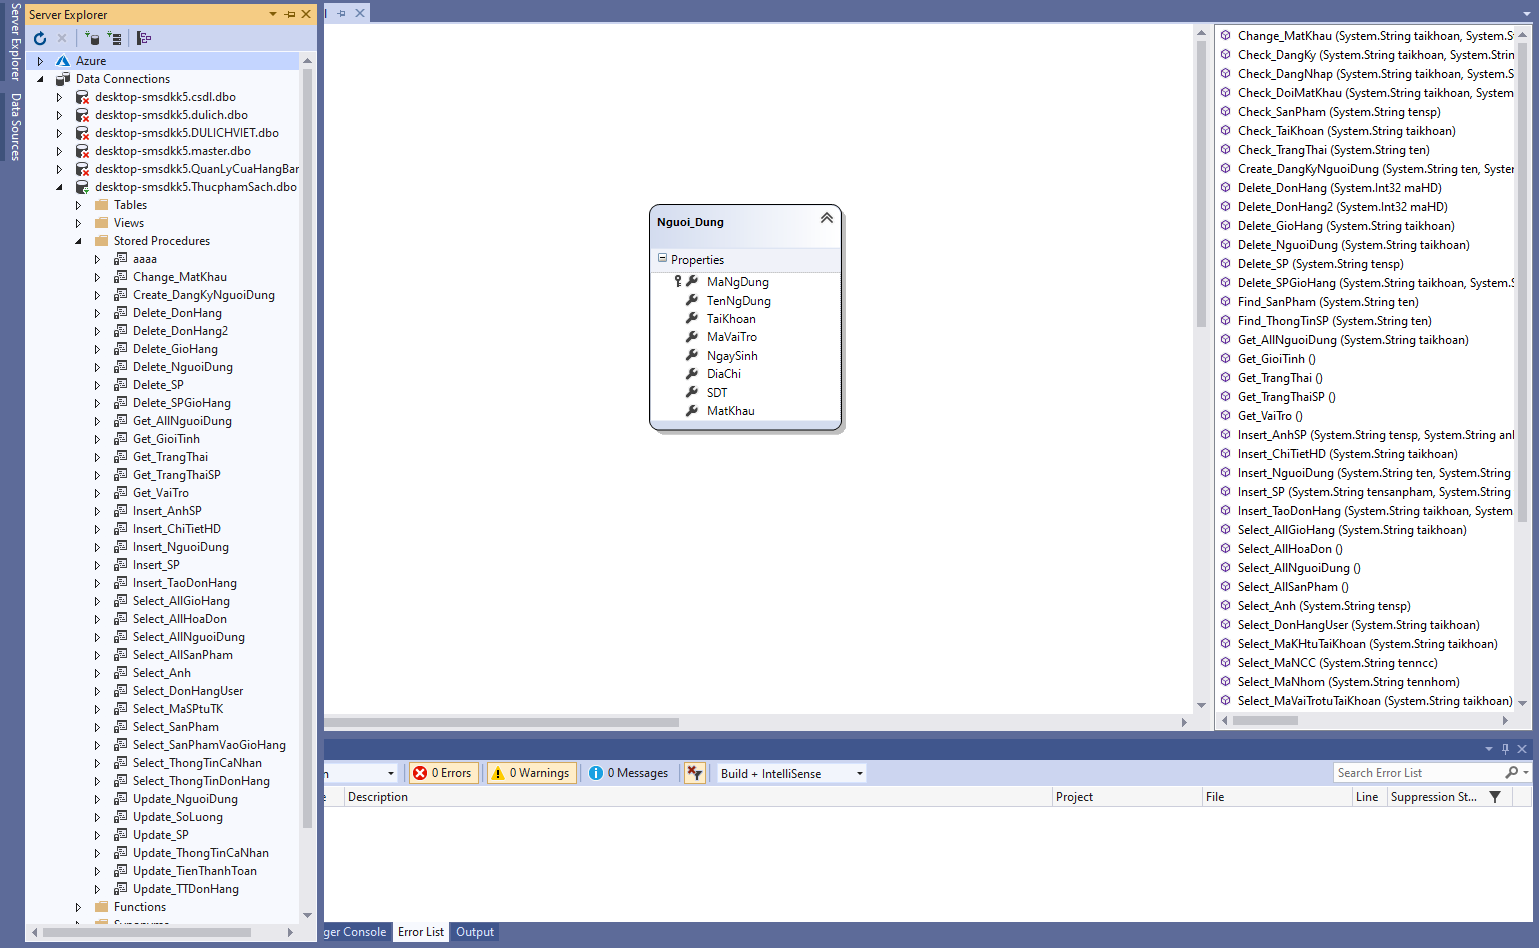 Server Explorer
Data Sources
Server Explorer
Azure
Data Connections
desktop-smsdkk5.csdl.dbo
desktop-smsdkk5.dulich.dbo
desktop-smsdkk5.DULICHVIET.dbo
desktop-smsdkk5.master.dbo
desktop-smsdkk5.QuanLyCuaHangBar
desktop-smsdkk5.ThucphamSach.dbo
Tables
Views
Stored Procedures
aaaa
Change_MatKhau
Create_DangKyNguoiDung
Delete_DonHang
Delete_DonHang2
Delete_GioHang
Delete_NguoiDung
Delete_SP
Delete_SPGioHang
Get_AllNguoiDung
Get_GioiTinh
Get_TrangThai
Get_TrangThaiSP
Get_VaiTro
Insert_AnhSP
Insert_ChiTietHD
Insert_NguoiDung
Insert_SP
Insert_TaoDonHang
Select_AllGioHang
Select_AllHoaDon
Select_AllNguoiDung
Select_AllSanPham
Select_Anh
Select_DonHangUser
Select_MaSPtuTK
Select_SanPham
Select_SanPhamVaoGioHang
Select_ThongTinCaNhan
Select_ThongTinDonHang
Update_NguoiDung
Update_SoLuong
Update_SP
Update_ThongTinCaNhan
Update_TienThanhToan
Update_TTDonHang
Functions
Nguoi_Dung
Properties
MaNgDung
TenNgDung
TaiKhoan
MaVaiTro
NgaySinh
DiaChi
SDT
MatKhau
Change_MatKhau (System.String taikhoan, System.S
Check_DangKy (System.String taikhoan, System.Strin
Check_DangNhap (System.String taikhoan, System.S
Check_DoiMatKhau (System.String taikhoan, System
Check_SanPham (System.String tensp)
Check_TaiKhoan (System.String taikhoan)
Check_TrangThai (System.String ten)
Create_DangKyNguoiDung (System.String ten, System
Delete_DonHang (System.Int32 maHD)
Delete_DonHang2 (System.Int32 maHD)
Delete_GioHang (System.String taikhoan)
Delete_NguoiDung (System.String taikhoan)
Delete_SP (System.String tensp)
Delete_SPGioHang (System.String taikhoan, System.S
Find_SanPham (System.String ten)
Find_ThongTinSP (System.String ten)
Get_AllNguoiDung (System.String taikhoan)
Get_GioiTinh ()
Get_TrangThai ()
Get_TrangThaiSP ()
Get_VaiTro ()
Insert_AnhSP (System.String tensp, System.String anl
Insert_ChiTietHD (System.String taikhoan)
Insert_NguoiDung (System.String ten, System.String
Insert_SP (System.String tensanpham, System.String
Insert_TaoDonHang (System.String taikhoan, System
Select_AllGioHang (System.String taikhoan)
Select_AllHoaDon ()
Select_AllNguoiDung ()
Select_AllSanPham ()
Select_Anh (System.String tensp)
Select_DonHangUser (System.String taikhoan)
Select_MaKHtuTaiKhoan (System.String taikhoan)
Select_MaNCC (System.String tenncc)
Select_MaNhom (System.String tennhom)
Select_MaVaiTrotuTaiKhoan (System.String taikhoan)
0 Errors 0 Warnings 0 Messages Build + IntelliSense Search Error List
Description Project File Line Suppression St...
ger Console Error List Output